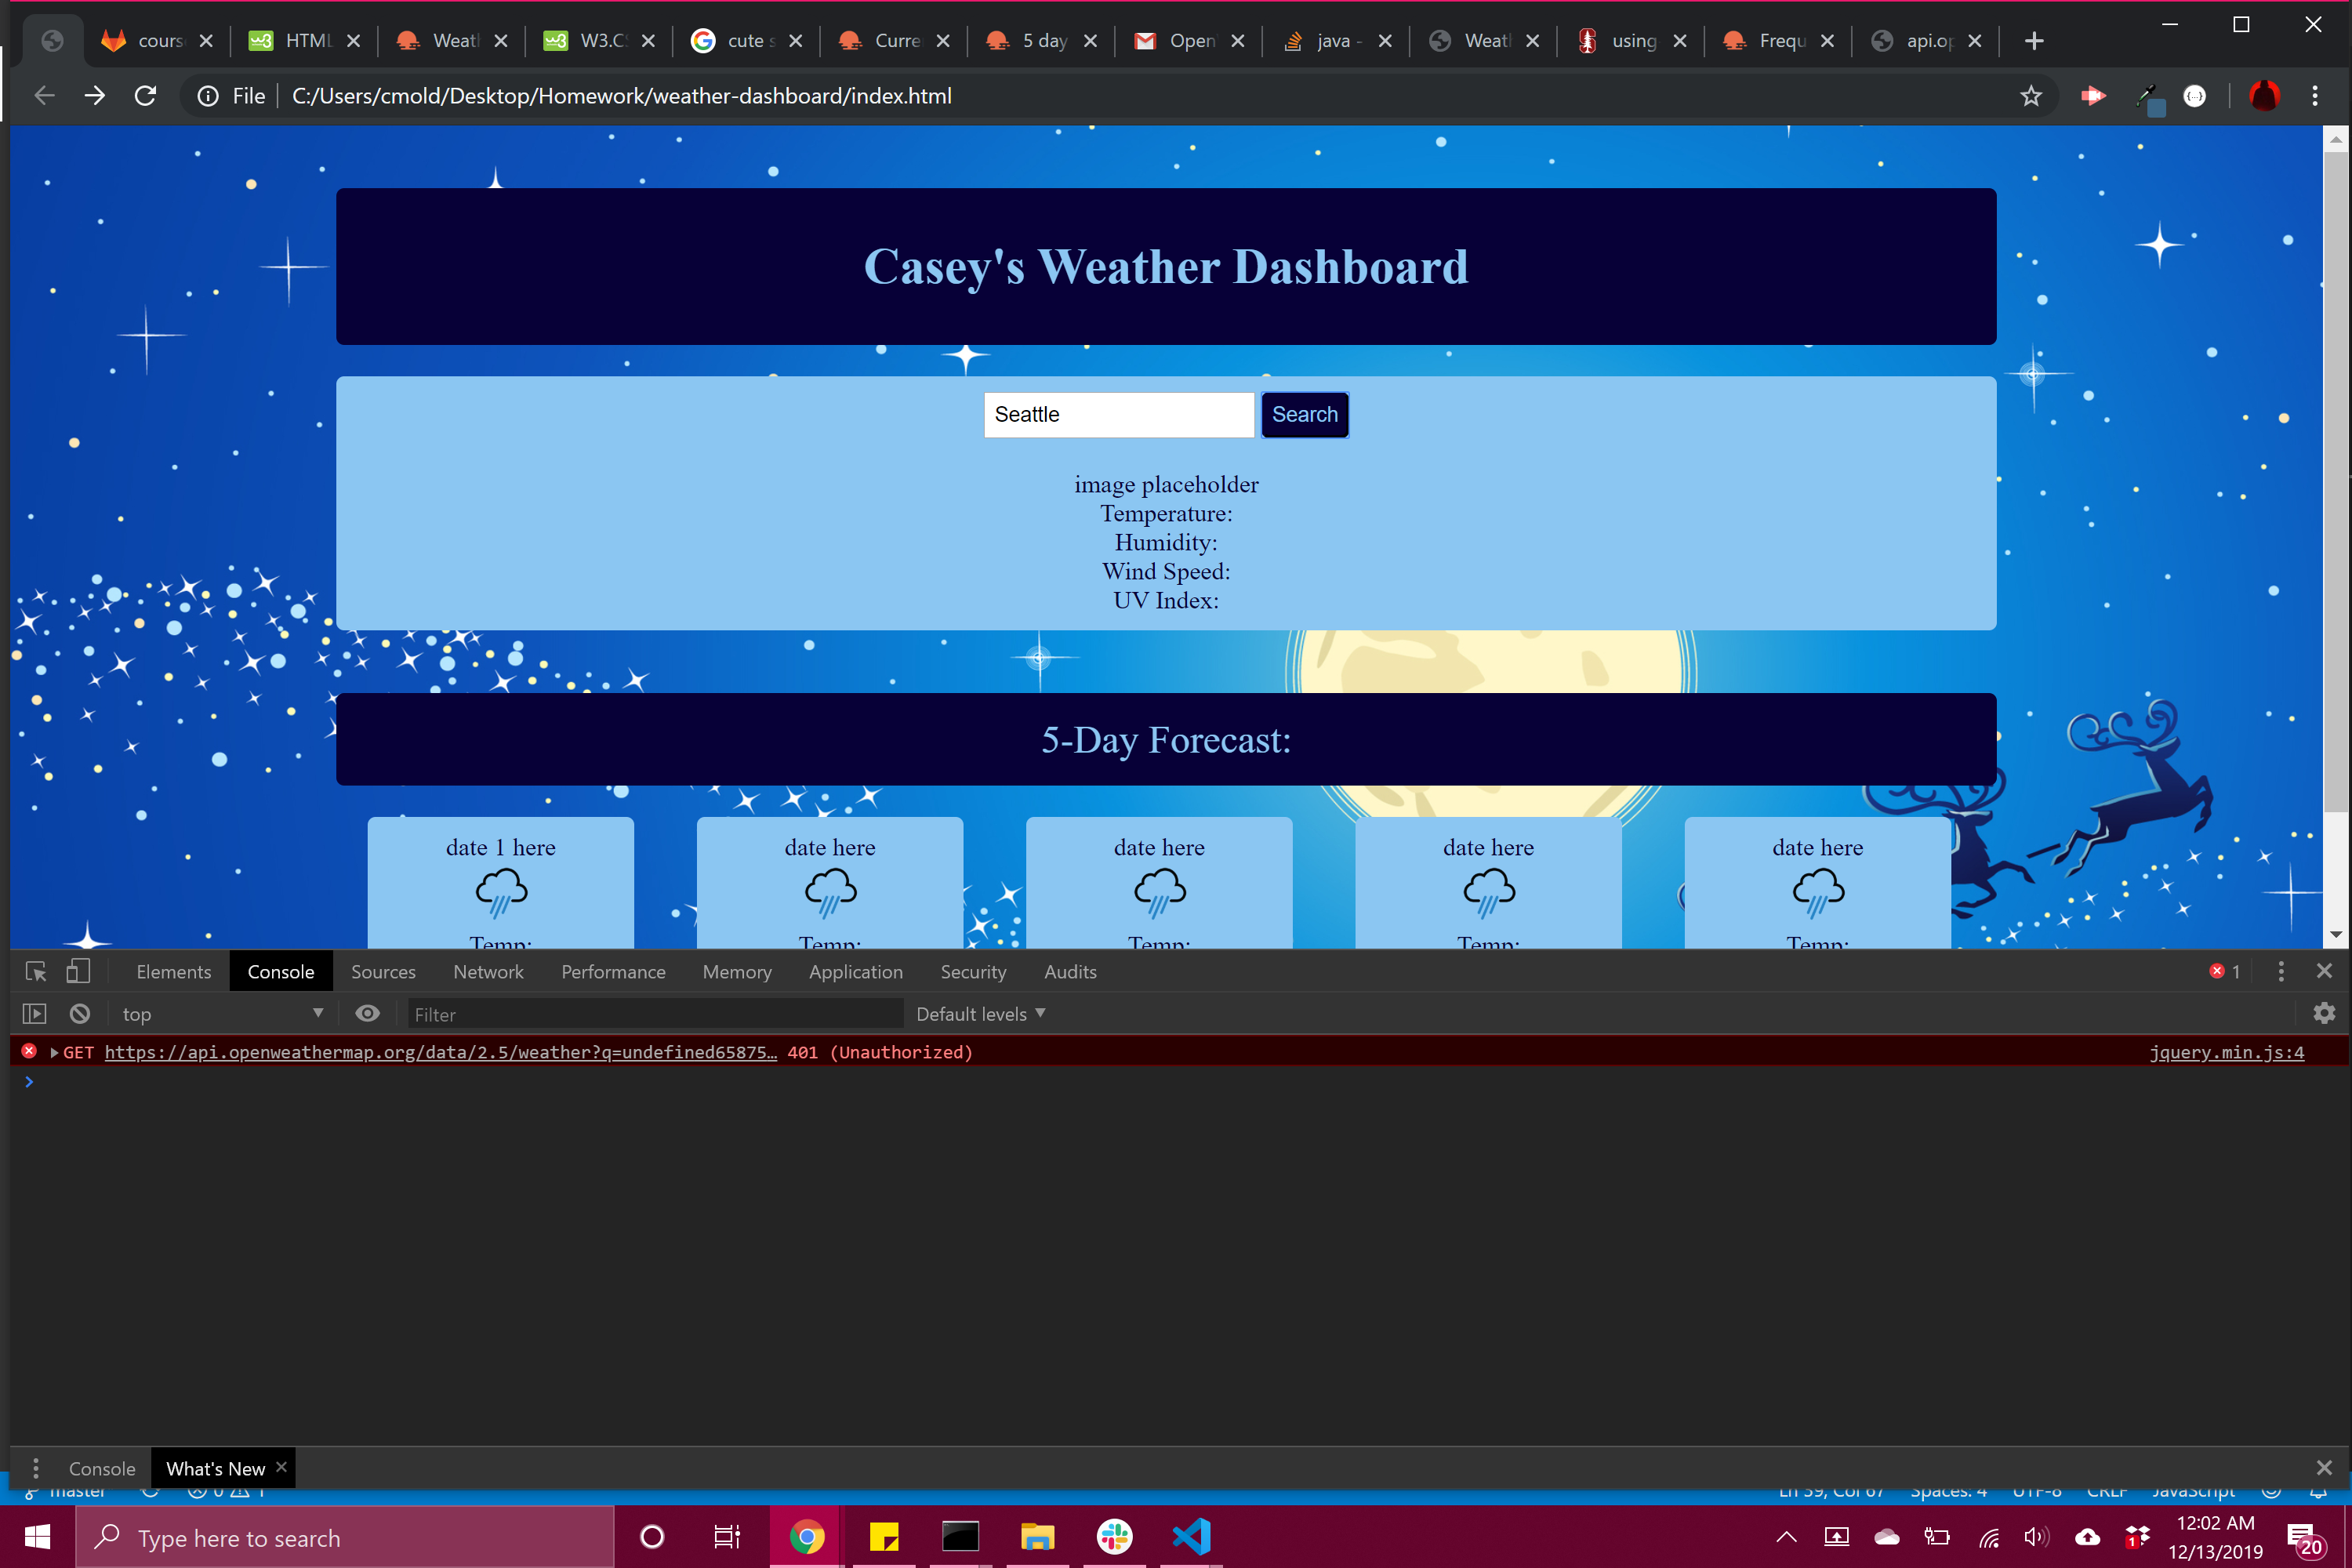 cours
HTML
Weat
W3.C
cute s
Curre
5 day
Open
java -
Weat
using
Frequ
api.op
File C:/Users/cmold/Desktop/Homework/weather-dashboard/index.html
Casey's Weather Dashboard
Seattle Search
image placeholder
Temperature:
Humidity:
Wind Speed:
UV Index:
5-Day Forecast:
date 1 here date here date here date here date here
Temp: Temp: Temp: Temp: Temp:
Elements Console Sources Network Performance Memory Application Security Audits 1
top Filter Default levels
GET https://api.openweathermap.org/data/2.5/weather?q=undefined65875… 401 (Unauthorized) jquery.min.js:4
Console What's New
master 0 1 Ln 39, Col 67 Spaces: 4 UTF-8 CRLF JavaScript
Type here to search
1
12:02 AM
12/13/2019
20